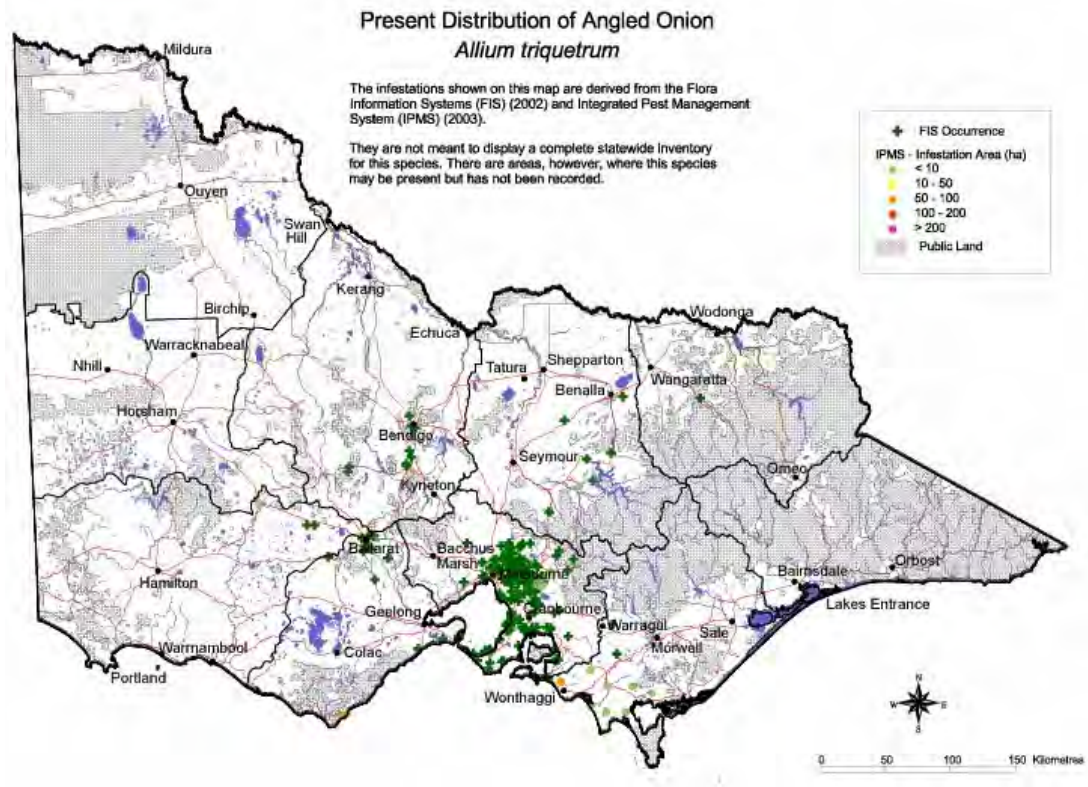 Present Distribution of Angled Onion
Allium triquetrum
The infestations shown on this map are derived from the Flora
Information Systems (FIS) (2002) and Integrated Pest Management
System (IPMS) (2003).
They are not meant to display a complete statewide inventory
for this species. There are areas, however, where this species
may be present but has not been recorded.
FIS Occurrence
IPMS - Infestation Area (ha)
< 10
10 - 50
50 - 100
100 - 200
> 200
Public Land
Mildura
Ouyen
Swan
Hill
Kerang
Birchip
Echuca
Wodonga
Warracknabeal
Nhill
Tatura
Shepparton
Benalla
Wangaratta
Horsham
Bendigo
Seymour
Omeo
Kyneton
Ballarat
Bacchus
Marsh
Melbourne
Hamilton
Geelong
Cranbourne
Bairnsdale
Orbost
Lakes Entrance
Warragul
Sale
Morwell
Warrnambool
Colac
Portland
Wonthaggi
N
W
E
S
0 50 100 150 Kilometres